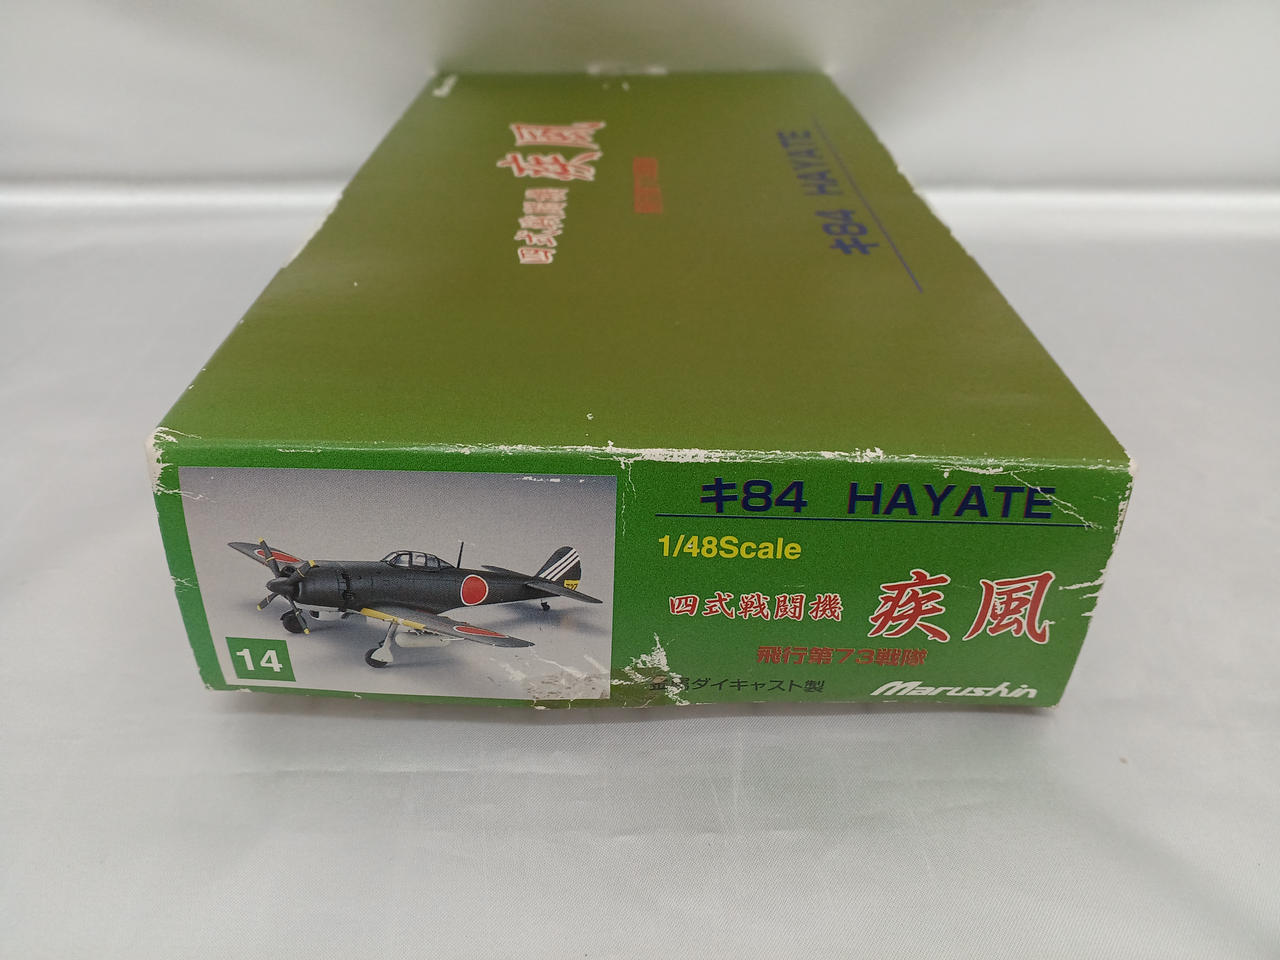 四式戦闘機 疾風
キ84 HAYATE
キ84 HAYATE
1/48Scale
四式戦闘機 疾風
飛行第73戦隊
金属ダイキャスト製
Marushin
14